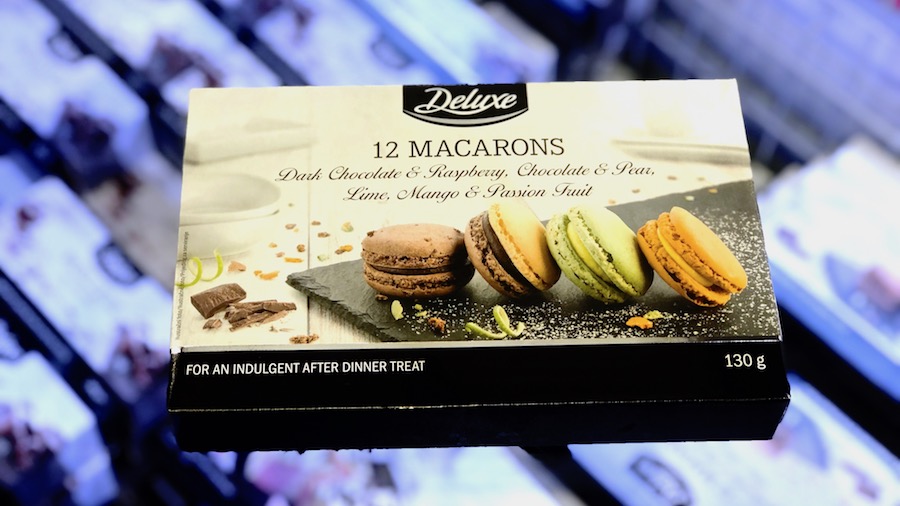 Deluxe
12 MACARONS
Dark Chocolate & Raspberry, Chocolate & Pear,
Lime, Mango & Passion Fruit
FOR AN INDULGENT AFTER DINNER TREAT
130 g